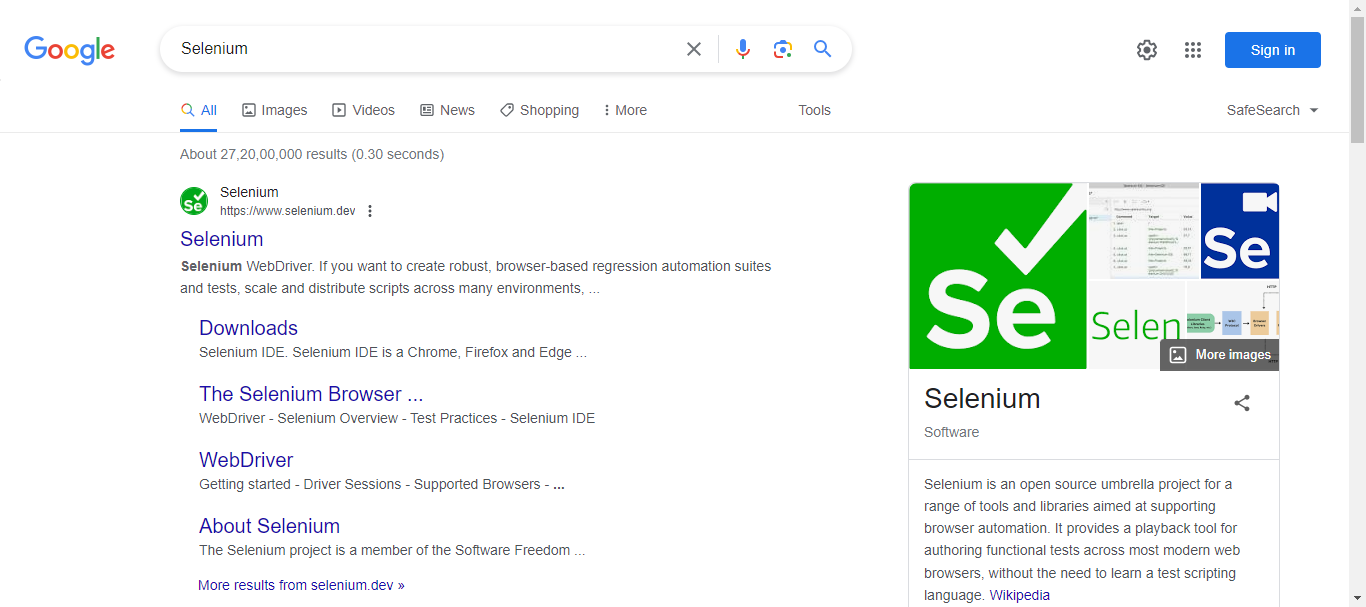 Google
Selenium
Sign in
All Images Videos News Shopping More Tools SafeSearch
About 27,20,00,000 results (0.30 seconds)
Selenium
https://www.selenium.dev
Selenium
Selenium WebDriver. If you want to create robust, browser-based regression automation suites
and tests, scale and distribute scripts across many environments, ...
Downloads
Selenium IDE. Selenium IDE is a Chrome, Firefox and Edge ...
The Selenium Browser ...
WebDriver - Selenium Overview - Test Practices - Selenium IDE
WebDriver
Getting started - Driver Sessions - Supported Browsers - ...
About Selenium
The Selenium project is a member of the Software Freedom ...
More results from selenium.dev »
Se
Se
Se
Command Target Value
Selen
HTTP
More images
Selenium
Software
Selenium is an open source umbrella project for a
range of tools and libraries aimed at supporting
browser automation. It provides a playback tool for
authoring functional tests across most modern web
browsers, without the need to learn a test scripting
language. Wikipedia